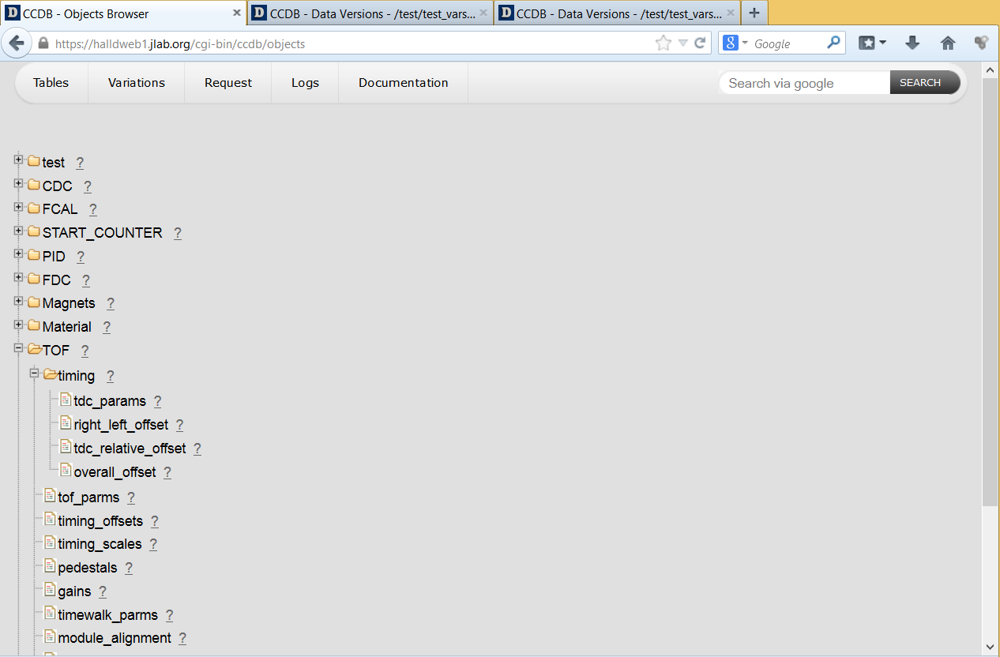 CCDB - Objects Browser
CCDB - Data Versions - /test/test_vars...
CCDB - Data Versions - /test/test_vars...
https://halldweb1.jlab.org/cgi-bin/ccdb/objects
Google
Tables Variations Request Logs Documentation
Search via google SEARCH
test ?
CDC ?
FCAL ?
START_COUNTER ?
PID ?
FDC ?
Magnets ?
Material ?
TOF ?
timing ?
tdc_params ?
right_left_offset ?
tdc_relative_offset ?
overall_offset ?
tof_parms ?
timing_offsets ?
timing_scales ?
pedestals ?
gains ?
timewalk_parms ?
module_alignment ?